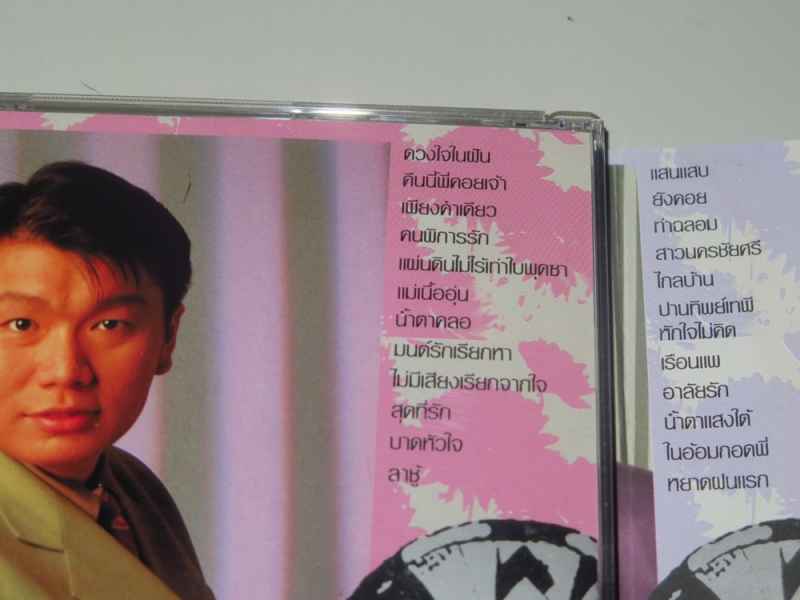 ดวงใจในฝัน
คืนนี้พี่คอยเจ้า
เพียงคำเดียว
คนพิการรัก
แผ่นดินไม่ไร้เท่าใบพุดซา
แม่เนื้ออุ่น
น้ำตาคลอ
มนต์รักเรียกหา
ไม่มีเสียงเรียกจากใจ
สุดที่รัก
บาดหัวใจ
ลาชู้
แสนแสบ
ยังคอย
ท่าฉลอม
สาวนครชัยศรี
ไกลบ้าน
ปานทิพย์เทพี
หักใจไม่คิด
เรือนแพ
อาลัยรัก
น้ำตาแสงใต้
ในอ้อมกอดพี่
หยาดฝนแรก